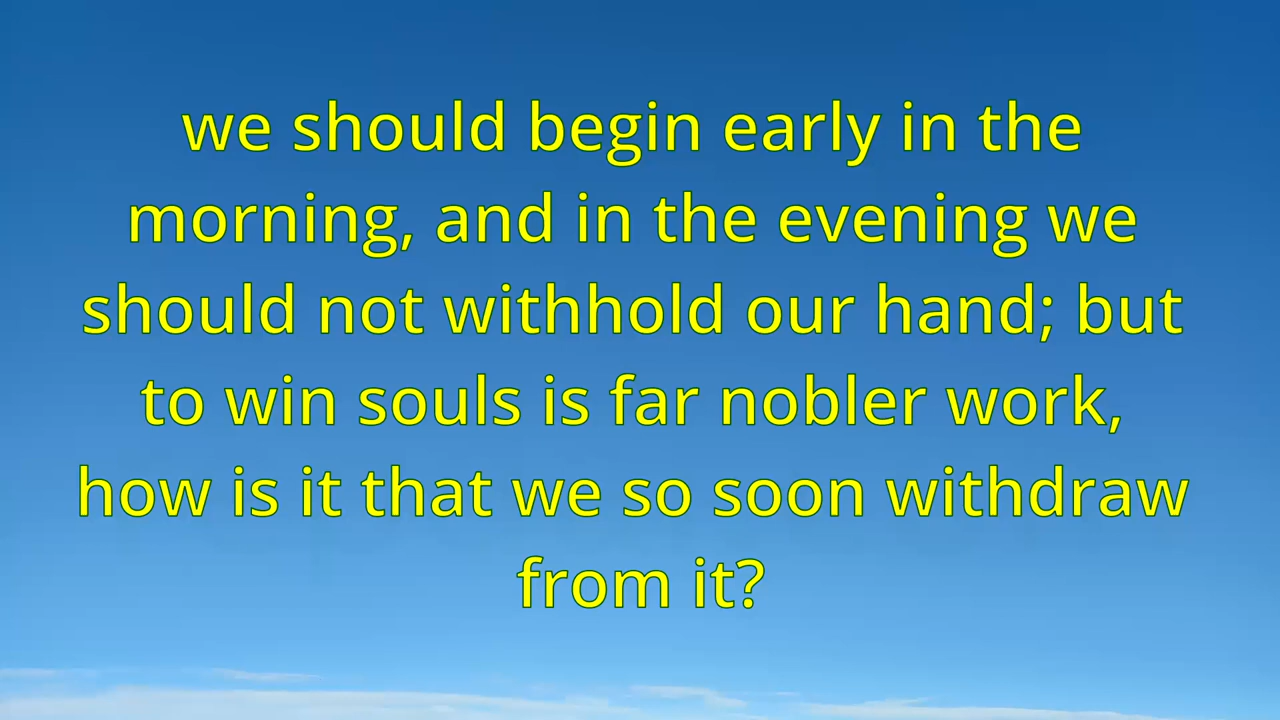 we should begin early in the
morning, and in the evening we
should not withhold our hand; but
to win souls is far nobler work,
how is it that we so soon withdraw
from it?